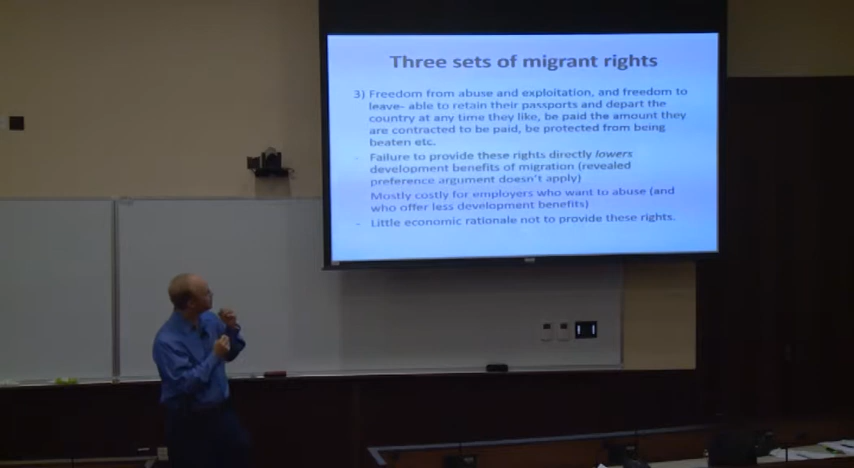 Three sets of migrant rights
3) Freedom from abuse and exploitation, and freedom to
leave- able to retain their passports and depart the
country at any time they like, be paid the amount they
are contracted to be paid, be protected from being
beaten etc.
- Failure to provide these rights directly lowers
development benefits of migration (revealed
preference argument doesn't apply)
Mostly costly for employers who want to abuse (and
who offer less development benefits)
- Little economic rationale not to provide these rights.